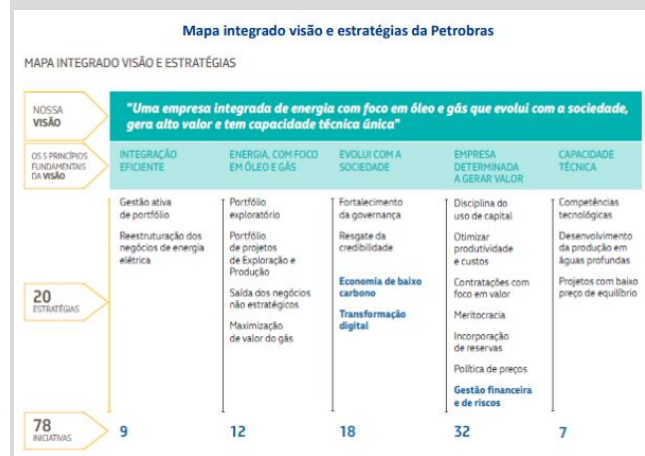 Mapa integrado visão e estratégias da Petrobras
MAPA INTEGRADO VISÃO E ESTRATÉGIAS
NOSSA
VISÃO
"Uma empresa integrada de energia com foco em óleo e gás que evolui com a sociedade,
gera alto valor e tem capacidade técnica única"
OS 5 PRINCÍPIOS
FUNDAMENTAIS
DA VISÃO
INTEGRAÇÃO
EFICIENTE
ENERGIA, COM FOCO
EM ÓLEO E GÁS
EVOLUI COM A
SOCIEDADE
EMPRESA
DETERMINADA
A GERAR VALOR
CAPACIDADE
TÉCNICA
20
ESTRATÉGIAS
Gestão ativa
de portfólio
Reestruturação dos
negócios de energia
elétrica
Portfólio
exploratório
Portfólio
de projetos
de Exploração e
Produção
Saída dos negócios
não estratégicos
Maximização
de valor do gás
Fortalecimento
da governança
Resgate da
credibilidade
Economia de baixo
carbono
Transformação
digital
Disciplina do
uso de capital
Otimizar
produtividade
e custos
Contratações com
foco em valor
Meritocracia
Incorporação
de reservas
Política de preços
Gestão financeira
e de riscos
Competências
tecnológicas
Desenvolvimento
da produção em
águas profundas
Projetos com baixo
preço de equilíbrio
78
INICIATIVAS
9
12
18
32
7